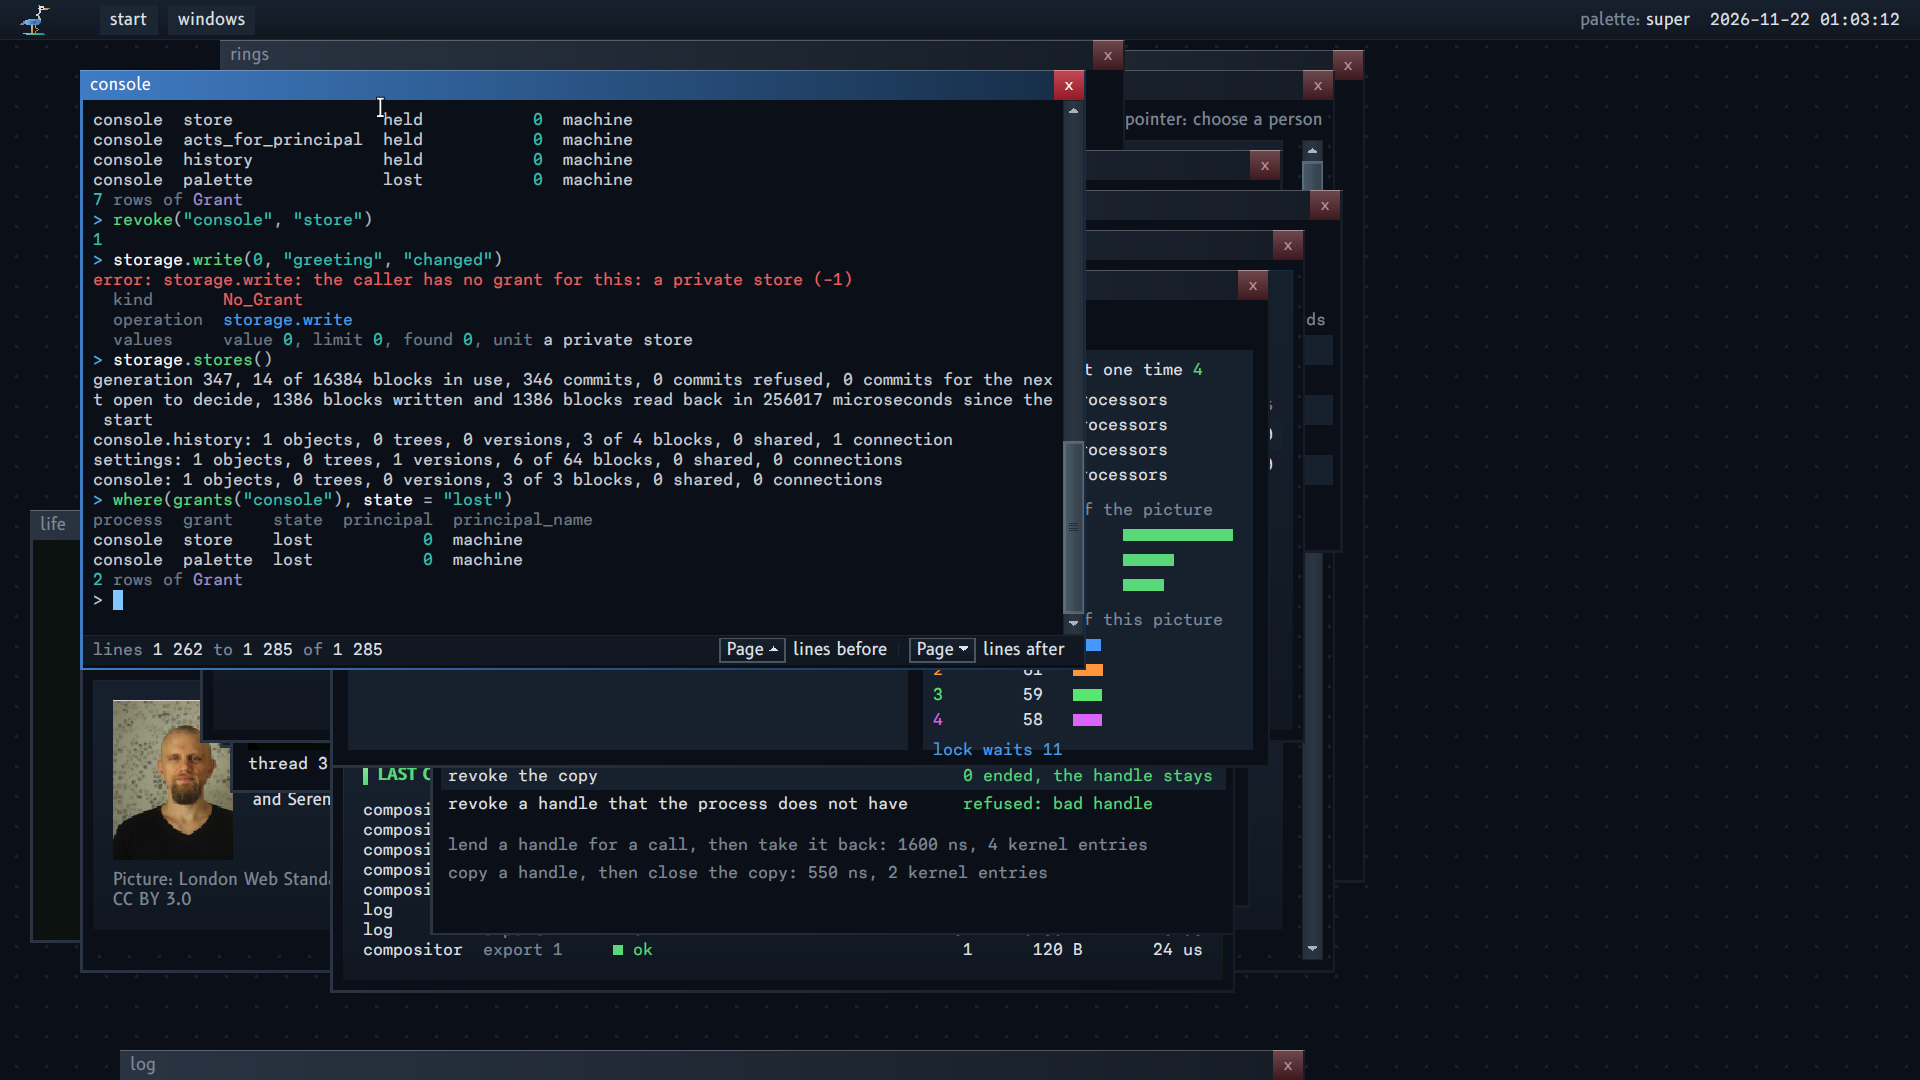 start
windows
palette: super
2026-11-22 01:03:12
rings
x
x
console
x
x
pointer: choose a person
console store held 0 machine
console acts_for_principal held 0 machine
console history held 0 machine
console palette lost 0 machine
7 rows of Grant
> revoke("console", "store")
1
> storage.write(0, "greeting", "changed")
error: storage.write: the caller has no grant for this: a private store (-1)
kind No_Grant
operation storage.write
values value 0, limit 0, found 0, unit a private store
> storage.stores()
generation 347, 14 of 16384 blocks in use, 346 commits, 0 commits refused, 0 commits for the nex
t open to decide, 1386 blocks written and 1386 blocks read back in 256017 microseconds since the
start
console.history: 1 objects, 0 trees, 0 versions, 3 of 4 blocks, 0 shared, 1 connection
settings: 1 objects, 0 trees, 1 versions, 6 of 64 blocks, 0 shared, 0 connections
console: 1 objects, 0 trees, 0 versions, 3 of 3 blocks, 0 shared, 0 connections
> where(grants("console"), state = "lost")
process grant state principal principal_name
console store lost 0 machine
console palette lost 0 machine
2 rows of Grant
>
lines 1 262 to 1 285 of 1 285
Page lines before
Page lines after
x
x
x
x
ds
t one time 4
ocessors
ocessors
ocessors
ocessors
f the picture
f this picture
2 61
3 59
4 58
lock waits 11
life
thread 3
and Seren
Picture: London Web Standa
CC BY 3.0
LAST C
revoke the copy 0 ended, the handle stays
revoke a handle that the process does not have refused: bad handle
lend a handle for a call, then take it back: 1600 ns, 4 kernel entries
copy a handle, then close the copy: 550 ns, 2 kernel entries
composi
composi
composi
composi
composi
log
log
compositor export 1 ok 1 120 B 24 us
log
x